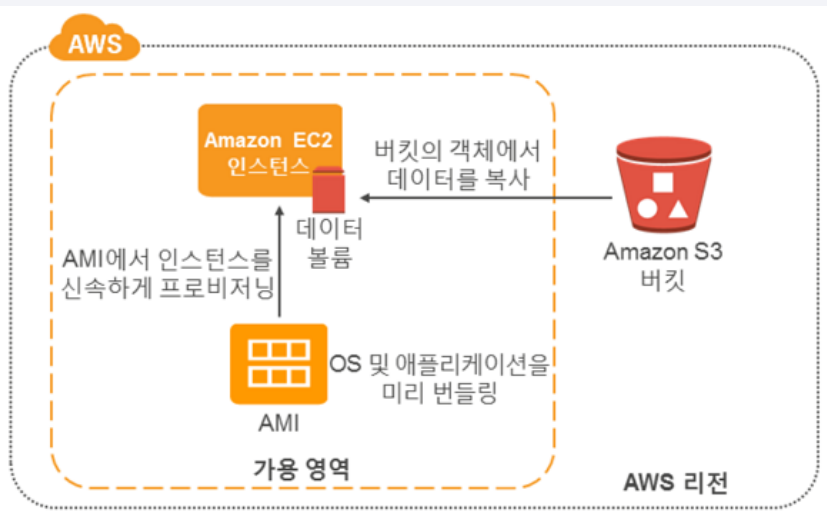 AWS
Amazon EC2
인스턴스
버킷의 객체에서
데이터를 복사
데이터
볼륨
Amazon S3
버킷
AMI에서 인스턴스를
신속하게 프로비저닝
OS 및 애플리케이션을
미리 번들링
AMI
가용 영역
AWS 리전